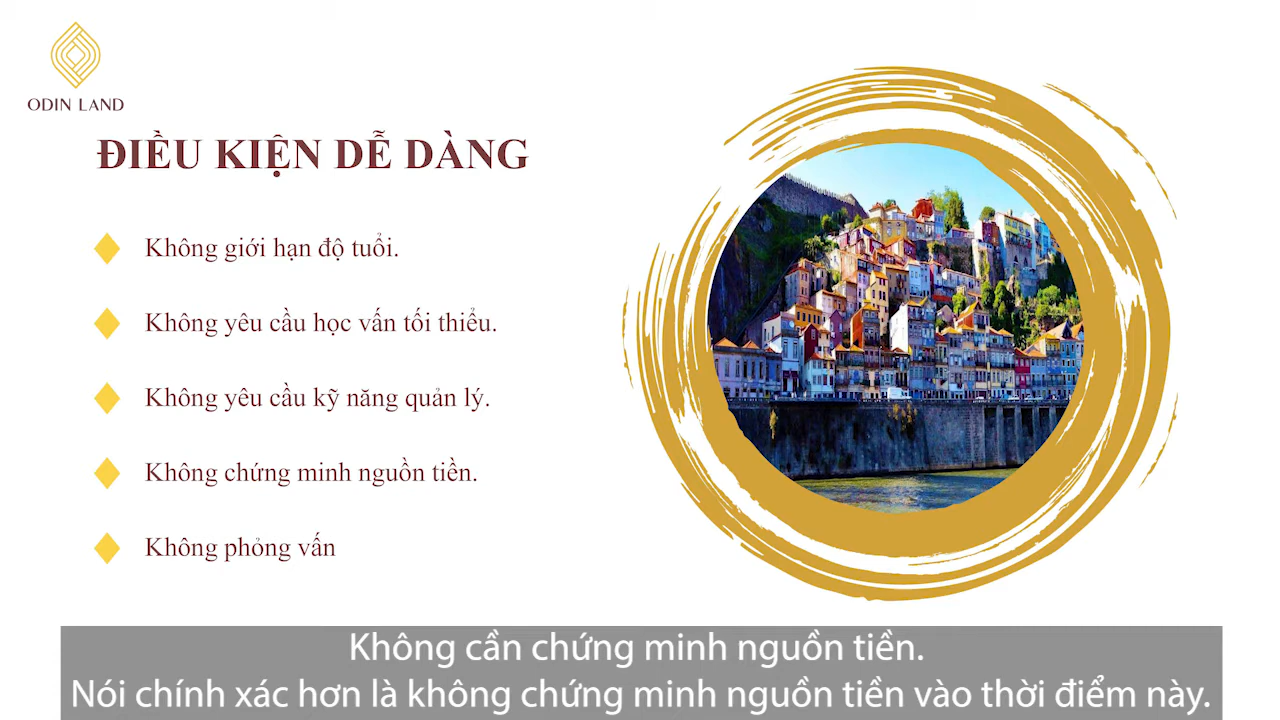 ODIN LAND
ĐIỀU KIỆN DỄ DÀNG
Không giới hạn độ tuổi.
Không yêu cầu học vấn tối thiểu.
Không yêu cầu kỹ năng quản lý.
Không chứng minh nguồn tiền.
Không phỏng vấn
Không cần chứng minh nguồn tiền.
Nói chính xác hơn là không chứng minh nguồn tiền vào thời điểm này.